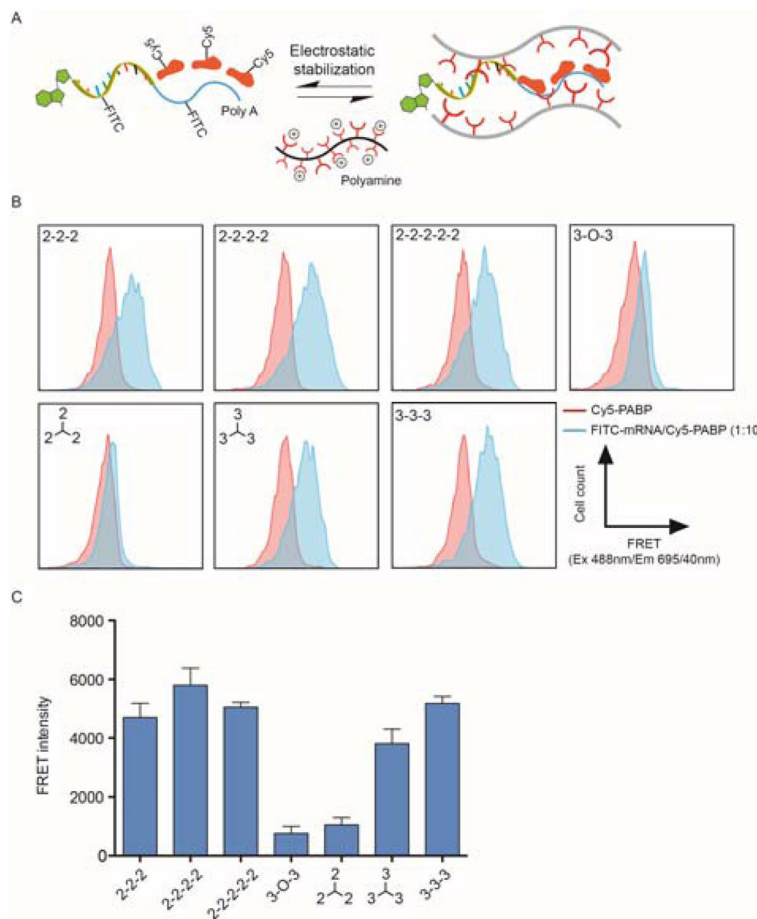 A
Cy5
Cy5
Cy5
Electrostatic
stabilization
FITC
FITC
Poly A
Polyamine
B
2-2-2
2-2-2-2
2-2-2-2-2
3-O-3
2
2 2
3
3 3
3-3-3
Cy5-PABP
FITC-mRNA/Cy5-PABP (1:10
Cell count
FRET
(Ex 488nm/Em 695/40nm)
C
8000
6000
4000
2000
0
FRET intensity
2-2-2
2-2-2-2
2-2-2-2-2
3-O-3
2
2 2
3
3 3
3-3-3